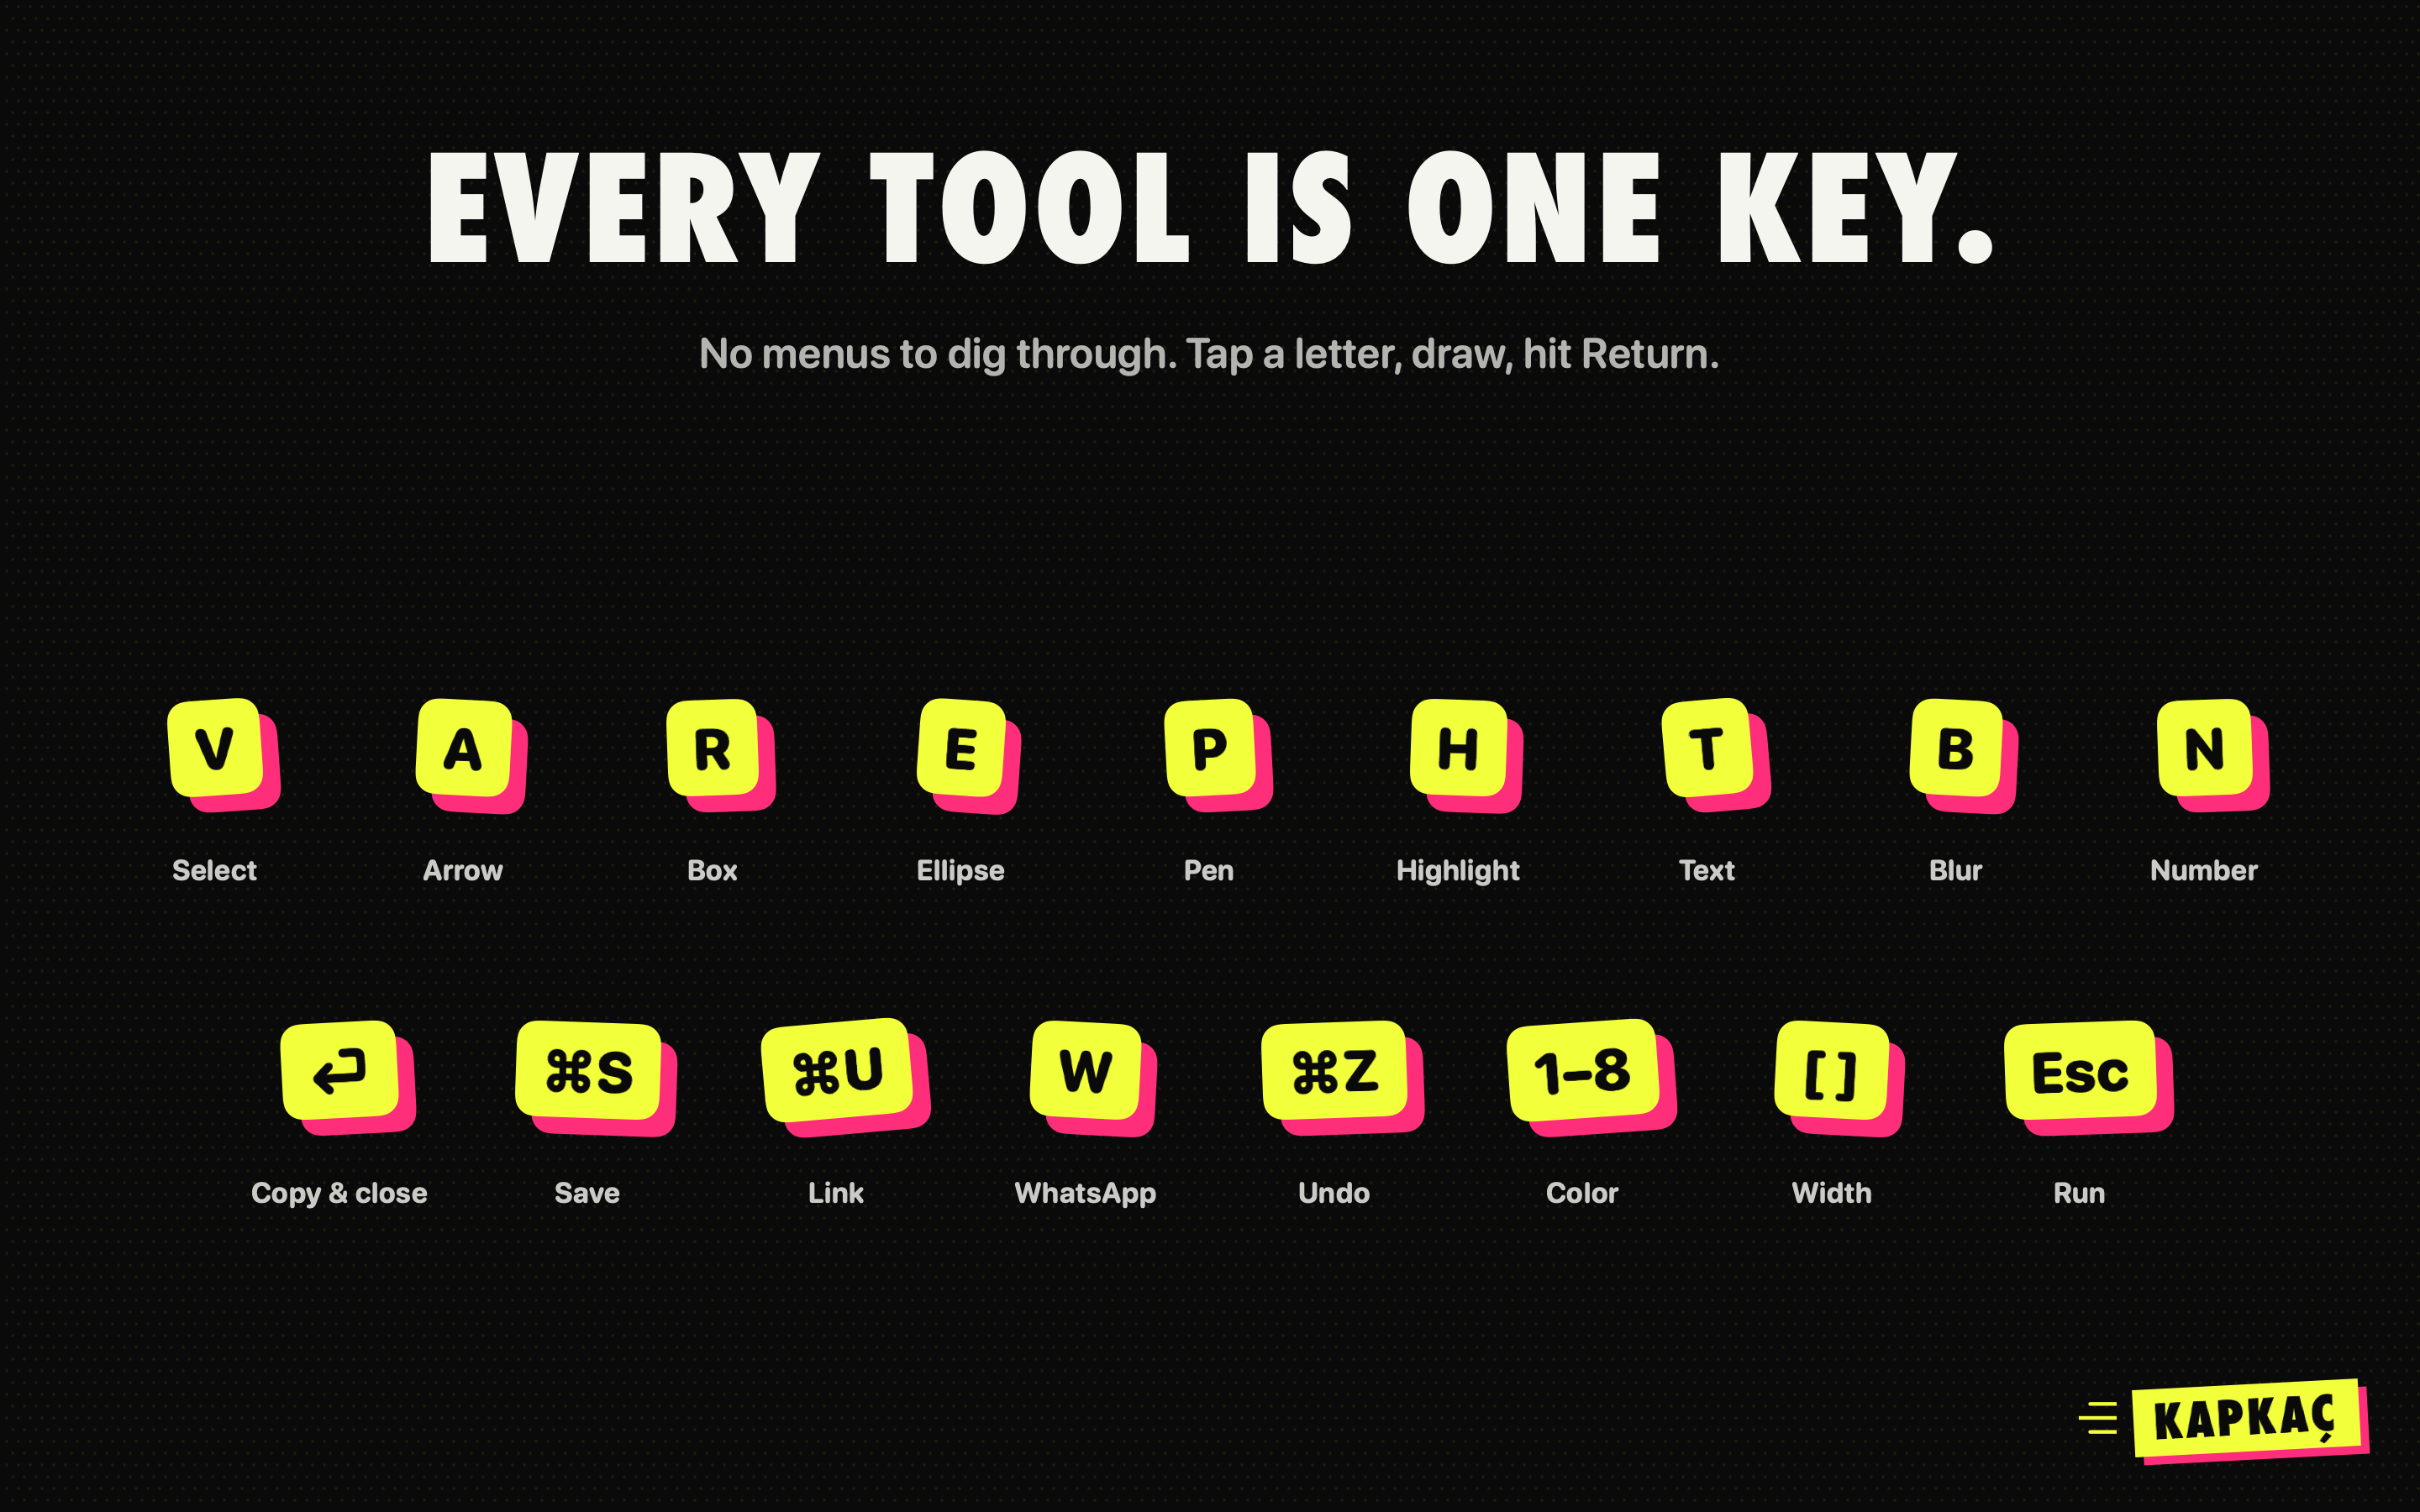 EVERY TOOL IS ONE KEY.
No menus to dig through. Tap a letter, draw, hit Return.
V A R E P H T B N
Select Arrow Box Ellipse Pen Highlight Text Blur Number
↩ ⌘S ⌘U W ⌘Z 1–8 [ ] Esc
Copy & close Save Link WhatsApp Undo Color Width Run
KAPKAÇ